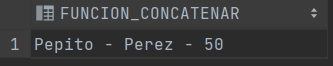 FUNCION_CONCATENAR
1 Pepito - Perez - 50